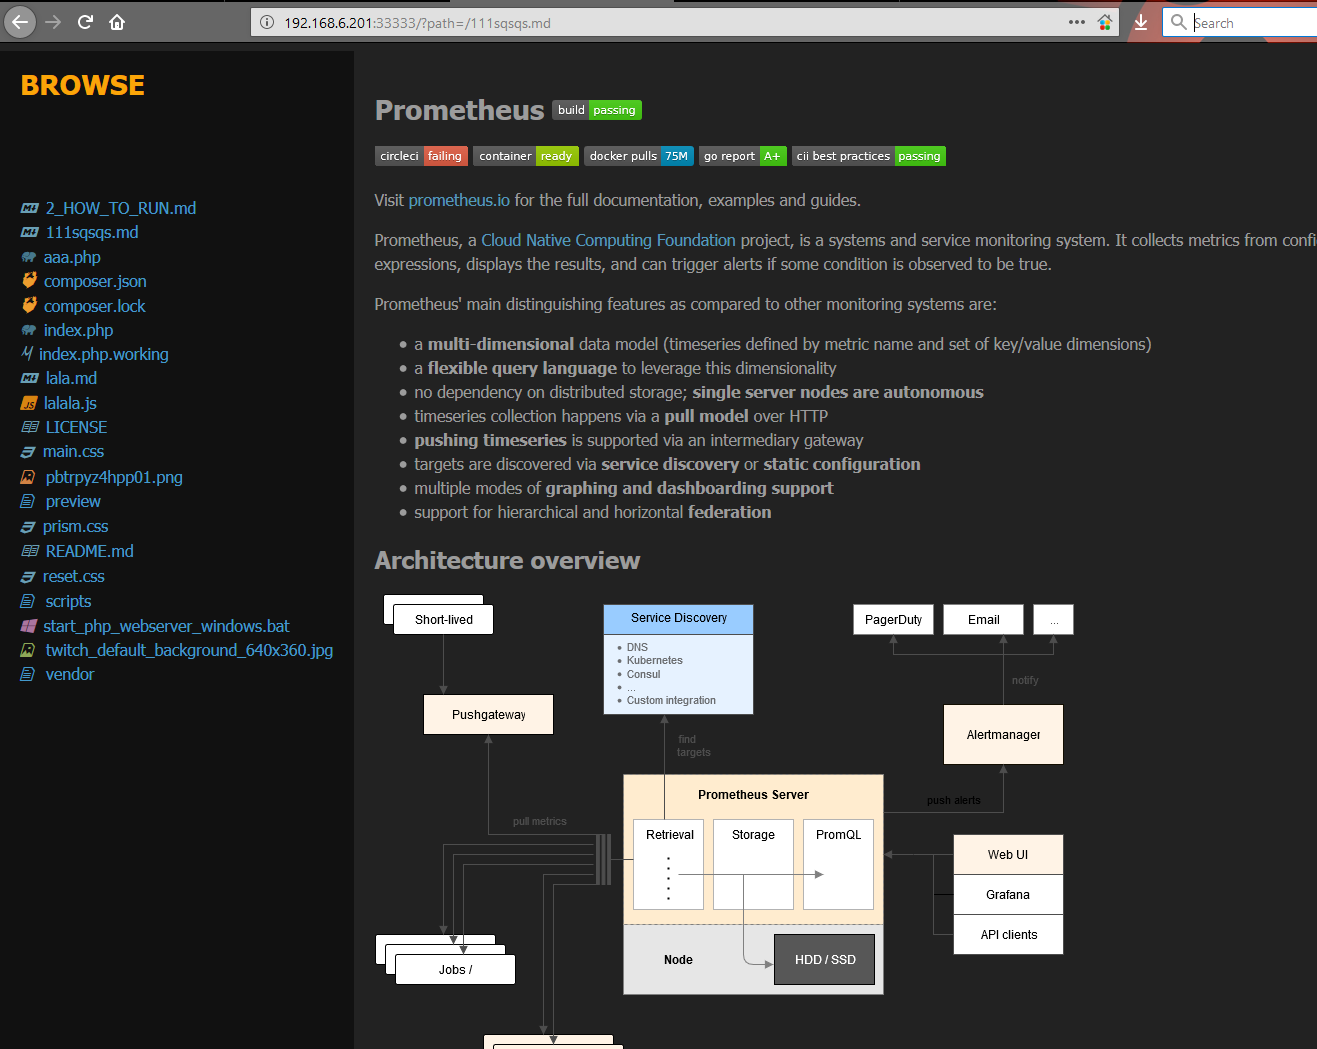 192.168.6.201:33333/?path=/111sqsqs.md
Search
BROWSE
2_HOW_TO_RUN.md
111sqsqs.md
aaa.php
composer.json
composer.lock
index.php
index.php.working
lala.md
lalala.js
LICENSE
main.css
pbtrpyz4hpp01.png
preview
prism.css
README.md
reset.css
scripts
start_php_webserver_windows.bat
twitch_default_background_640x360.jpg
vendor
Prometheus build passing
circleci failing container ready docker pulls 75M go report A+ cii best practices passing
Visit prometheus.io for the full documentation, examples and guides.
Prometheus, a Cloud Native Computing Foundation project, is a systems and service monitoring system. It collects metrics from confi
expressions, displays the results, and can trigger alerts if some condition is observed to be true.
Prometheus' main distinguishing features as compared to other monitoring systems are:
• a multi-dimensional data model (timeseries defined by metric name and set of key/value dimensions)
• a flexible query language to leverage this dimensionality
• no dependency on distributed storage; single server nodes are autonomous
• timeseries collection happens via a pull model over HTTP
• pushing timeseries is supported via an intermediary gateway
• targets are discovered via service discovery or static configuration
• multiple modes of graphing and dashboarding support
• support for hierarchical and horizontal federation
Architecture overview
Short-lived
Service Discovery
• DNS
• Kubernetes
• Consul
• ...
• Custom integration
PagerDuty
Email
...
notify
Pushgateway
Alertmanager
find
targets
Prometheus Server
push alerts
pull metrics
Retrieval
Storage
PromQL
Web UI
Grafana
API clients
Node
HDD / SSD
Jobs /